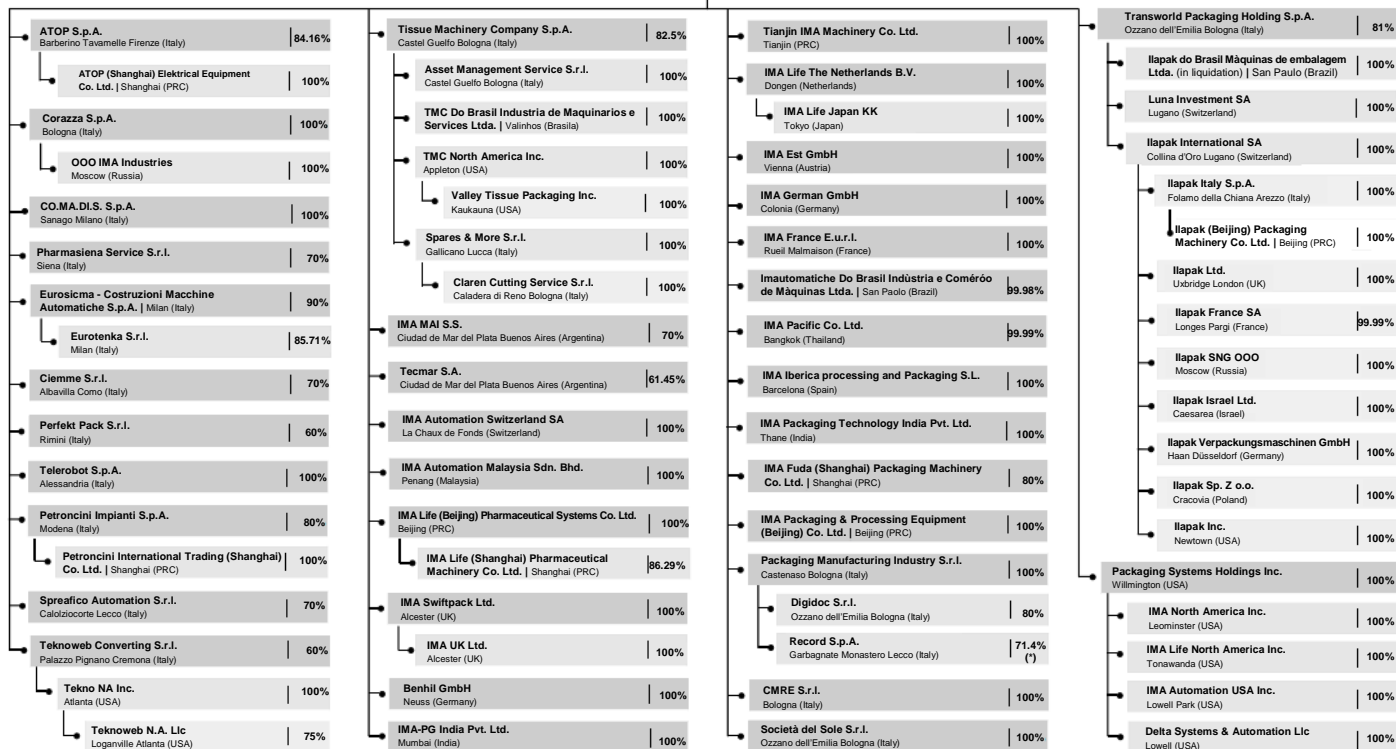 ATOP S.p.A.
Barberino Tavamelle Firenze (Italy)
84.16%
ATOP (Shanghai) Elektrical Equipment
Co. Ltd. | Shanghai (PRC)
100%
Corazza S.p.A.
Bologna (Italy)
100%
OOO IMA Industries
Moscow (Russia)
100%
CO.MA.DI.S. S.p.A.
Sanago Milano (Italy)
100%
Pharmasiena Service S.r.l.
Siena (Italy)
70%
Eurosicma - Costruzioni Macchine
Automatiche S.p.A. | Milan (Italy)
90%
Eurotenka S.r.l.
Milan (Italy)
85.71%
Ciemme S.r.l.
Albavilla Como (Italy)
70%
Perfekt Pack S.r.l.
Rimini (Italy)
60%
Telerobot S.p.A.
Alessandria (Italy)
100%
Petroncini Impianti S.p.A.
Modena (Italy)
80%
Petroncini International Trading (Shanghai)
Co. Ltd. | Shanghai (PRC)
100%
Spreafico Automation S.r.l.
Calolziocorte Lecco (Italy)
70%
Teknoweb Converting S.r.l.
Palazzo Pignano Cremona (Italy)
60%
Tekno NA Inc.
Atlanta (USA)
100%
Teknoweb N.A. Llc
Loganville Atlanta (USA)
75%
Tissue Machinery Company S.p.A.
Castel Guelfo Bologna (Italy)
82.5%
Asset Management Service S.r.l.
Castel Guelfo Bologna (Italy)
100%
TMC Do Brasil Industria de Maquinarios e
Services Ltda. | Valinhos (Brasila)
100%
TMC North America Inc.
Appleton (USA)
100%
Valley Tissue Packaging Inc.
Kaukauna (USA)
100%
Spares & More S.r.l.
Gallicano Lucca (Italy)
100%
Claren Cutting Service S.r.l.
Caladera di Reno Bologna (Italy)
100%
IMA MAI S.S.
Ciudad de Mar del Plata Buenos Aires (Argentina)
70%
Tecmar S.A.
Ciudad de Mar del Plata Buenos Aires (Argentina)
61.45%
IMA Automation Switzerland SA
La Chaux de Fonds (Switzerland)
100%
IMA Automation Malaysia Sdn. Bhd.
Penang (Malaysia)
100%
IMA Life (Beijing) Pharmaceutical Systems Co. Ltd.
Beijing (PRC)
100%
IMA Life (Shanghai) Pharmaceutical
Machinery Co. Ltd. | Shanghai (PRC)
86.29%
IMA Swiftpack Ltd.
Alcester (UK)
100%
IMA UK Ltd.
Alcester (UK)
100%
Benhil GmbH
Neuss (Germany)
100%
IMA-PG India Pvt. Ltd.
Mumbai (India)
100%
Tianjin IMA Machinery Co. Ltd.
Tianjin (PRC)
100%
IMA Life The Netherlands B.V.
Dongen (Netherlands)
100%
IMA Life Japan KK
Tokyo (Japan)
100%
IMA Est GmbH
Vienna (Austria)
100%
IMA German GmbH
Colonia (Germany)
100%
IMA France E.u.r.l.
Rueil Malmaison (France)
100%
Imautomatiche Do Brasil Indùstria e Coméróo
de Màquinas Ltda. | San Paolo (Brazil)
99.98%
IMA Pacific Co. Ltd.
Bangkok (Thailand)
99.99%
IMA Iberica processing and Packaging S.L.
Barcelona (Spain)
100%
IMA Packaging Technology India Pvt. Ltd.
Thane (India)
100%
IMA Fuda (Shanghai) Packaging Machinery
Co. Ltd. | Shanghai (PRC)
80%
IMA Packaging & Processing Equipment
(Beijing) Co. Ltd. | Beijing (PRC)
100%
Packaging Manufacturing Industry S.r.l.
Castenaso Bologna (Italy)
100%
Digidoc S.r.l.
Ozzano dell'Emilia Bologna (Italy)
80%
Record S.p.A.
Garbagnate Monastero Lecco (Italy)
71.4%
(*)
CMRE S.r.l.
Bologna (Italy)
100%
Società del Sole S.r.l.
Ozzano dell'Emilia Bologna (Italy)
100%
Transworld Packaging Holding S.p.A.
Ozzano dell'Emilia Bologna (Italy)
81%
Ilapak do Brasil Màquinas de embalagem
Ltda. (in liquidation) | San Paulo (Brazil)
100%
Luna Investment SA
Lugano (Switzerland)
100%
Ilapak International SA
Collina d'Oro Lugano (Switzerland)
100%
Ilapak Italy S.p.A.
Folamo della Chiana Arezzo (Italy)
100%
Ilapak (Beijing) Packaging
Machinery Co. Ltd. | Beijing (PRC)
100%
Ilapak Ltd.
Uxbridge London (UK)
100%
Ilapak France SA
Longes Pargi (France)
99.99%
Ilapak SNG OOO
Moscow (Russia)
100%
Ilapak Israel Ltd.
Caesarea (Israel)
100%
Ilapak Verpackungsmaschinen GmbH
Haan Düsseldorf (Germany)
100%
Ilapak Sp. Z o.o.
Cracovia (Poland)
100%
Ilapak Inc.
Newtown (USA)
100%
Packaging Systems Holdings Inc.
Willmington (USA)
100%
IMA North America Inc.
Leominster (USA)
100%
IMA Life North America Inc.
Tonawanda (USA)
100%
IMA Automation USA Inc.
Lowell Park (USA)
100%
Delta Systems & Automation Llc
Lowell (USA)
100%